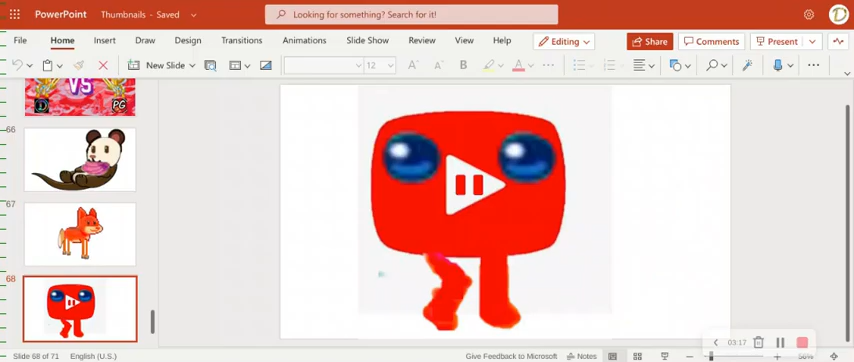 PowerPoint Thumbnails - Saved Looking for something? Search for it! D
File Home Insert Draw Design Transitions Animations Slide Show Review View Help Editing Share Comments Present
New Slide 12 A A B A
VS
D PG
66
67
68
03:17
Slide 68 of 71 English (U.S.) Give Feedback to Microsoft Notes